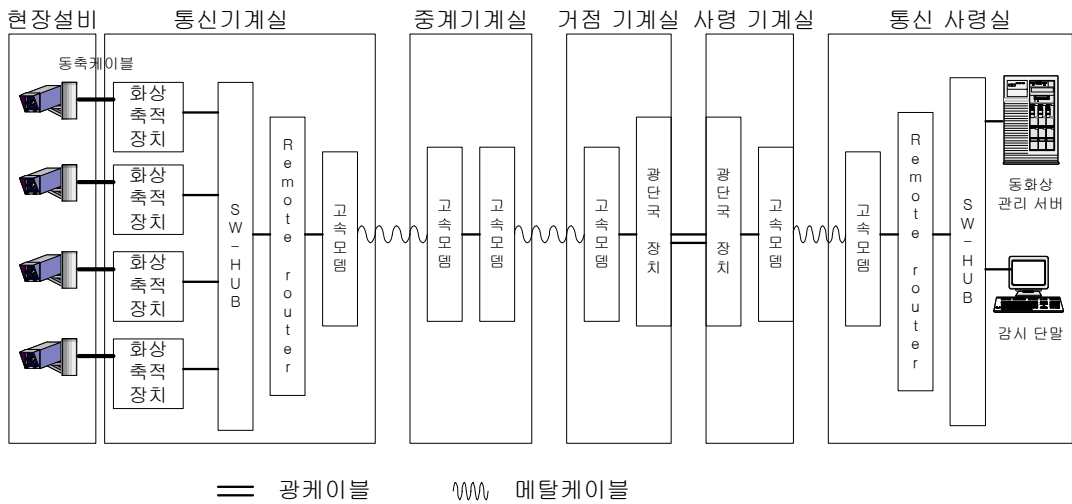 현장설비
통신기계실
중계기계실
거점 기계실
사령 기계실
통신 사령실
동축케이블
화상
축적
장치
화상
축적
장치
화상
축적
장치
화상
축적
장치
SW-HUB
Remote router
고속모뎀
고속모뎀
고속모뎀
고속모뎀
광단국 장치
광단국 장치
고속모뎀
고속모뎀
Remote router
SW-HUB
동화상
관리 서버
감시 단말
광케이블
메탈케이블